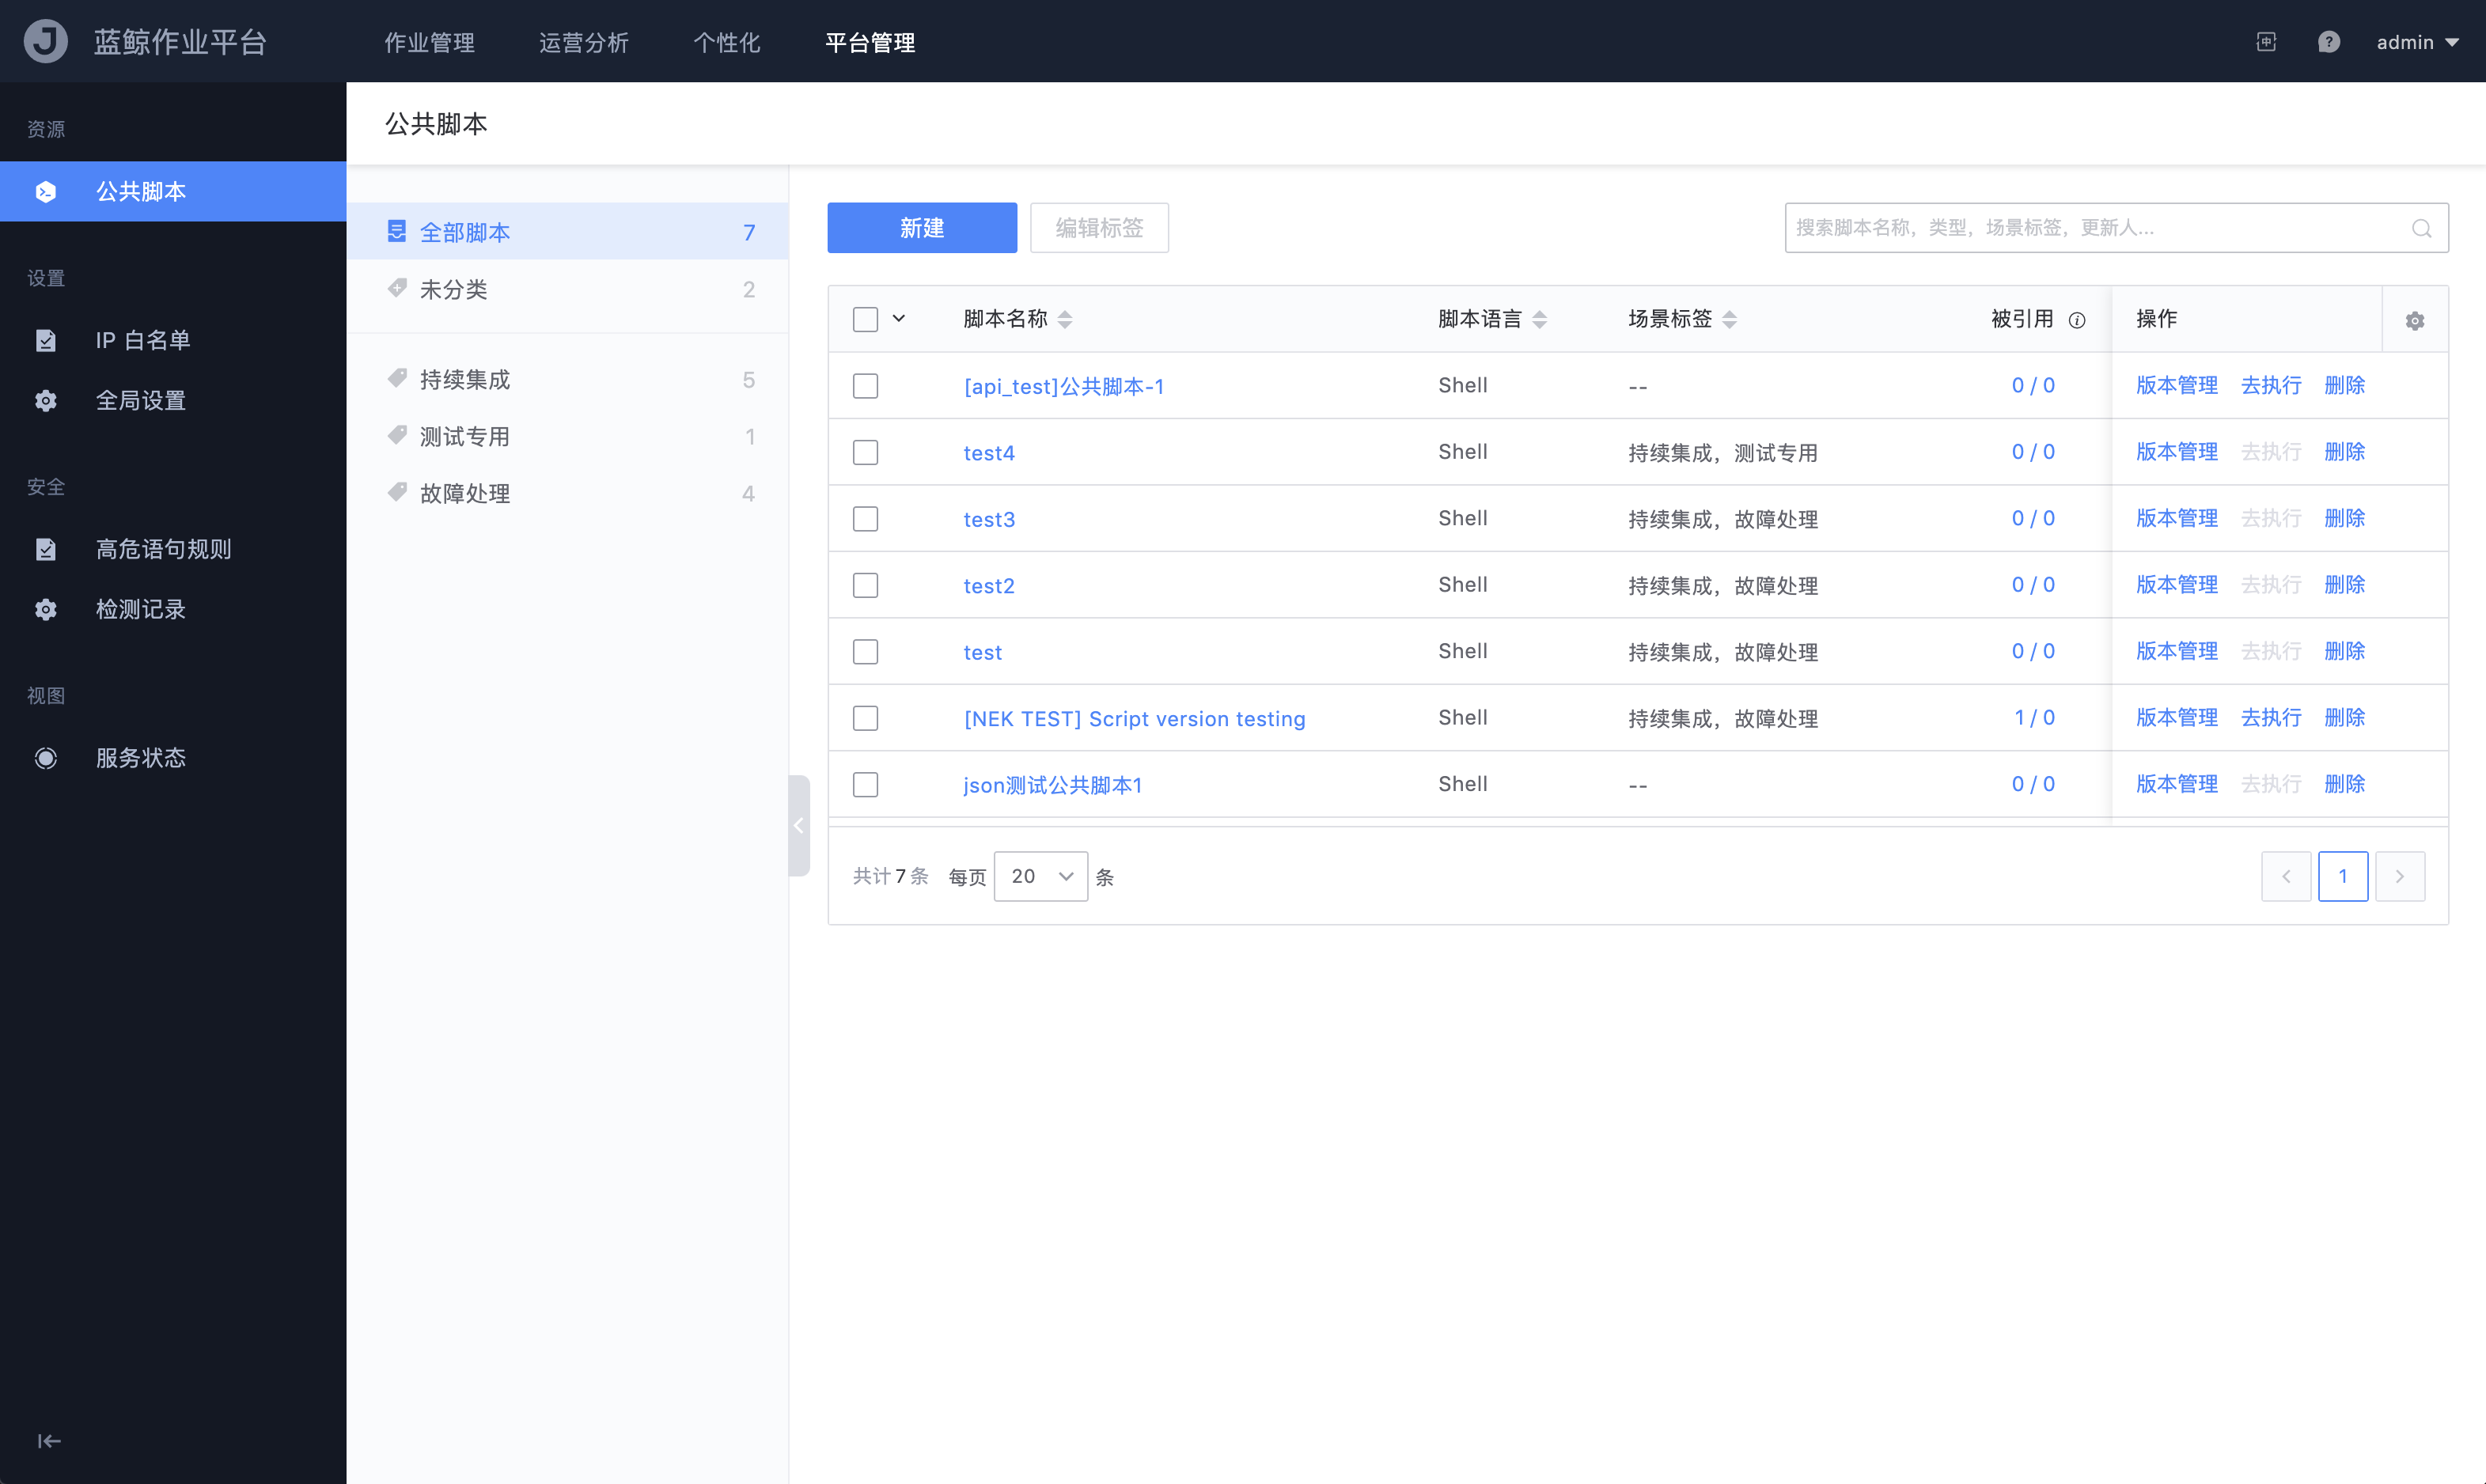 蓝鲸作业平台
作业管理 运营分析 个性化 平台管理
admin
资源
公共脚本
设置
IP 白名单
全局设置
安全
高危语句规则
检测记录
视图
服务状态
公共脚本
全部脚本 7
未分类 2
持续集成 5
测试专用 1
故障处理 4
新建 编辑标签 搜索脚本名称，类型，场景标签，更新人...
脚本名称 脚本语言 场景标签 被引用 操作
[api_test]公共脚本-1 Shell -- 0 / 0 版本管理 去执行 删除
test4 Shell 持续集成，测试专用 0 / 0 版本管理 去执行 删除
test3 Shell 持续集成，故障处理 0 / 0 版本管理 去执行 删除
test2 Shell 持续集成，故障处理 0 / 0 版本管理 去执行 删除
test Shell 持续集成，故障处理 0 / 0 版本管理 去执行 删除
[NEK TEST] Script version testing Shell 持续集成，故障处理 1 / 0 版本管理 去执行 删除
json测试公共脚本1 Shell -- 0 / 0 版本管理 去执行 删除
共计 7 条 每页 20 条 1